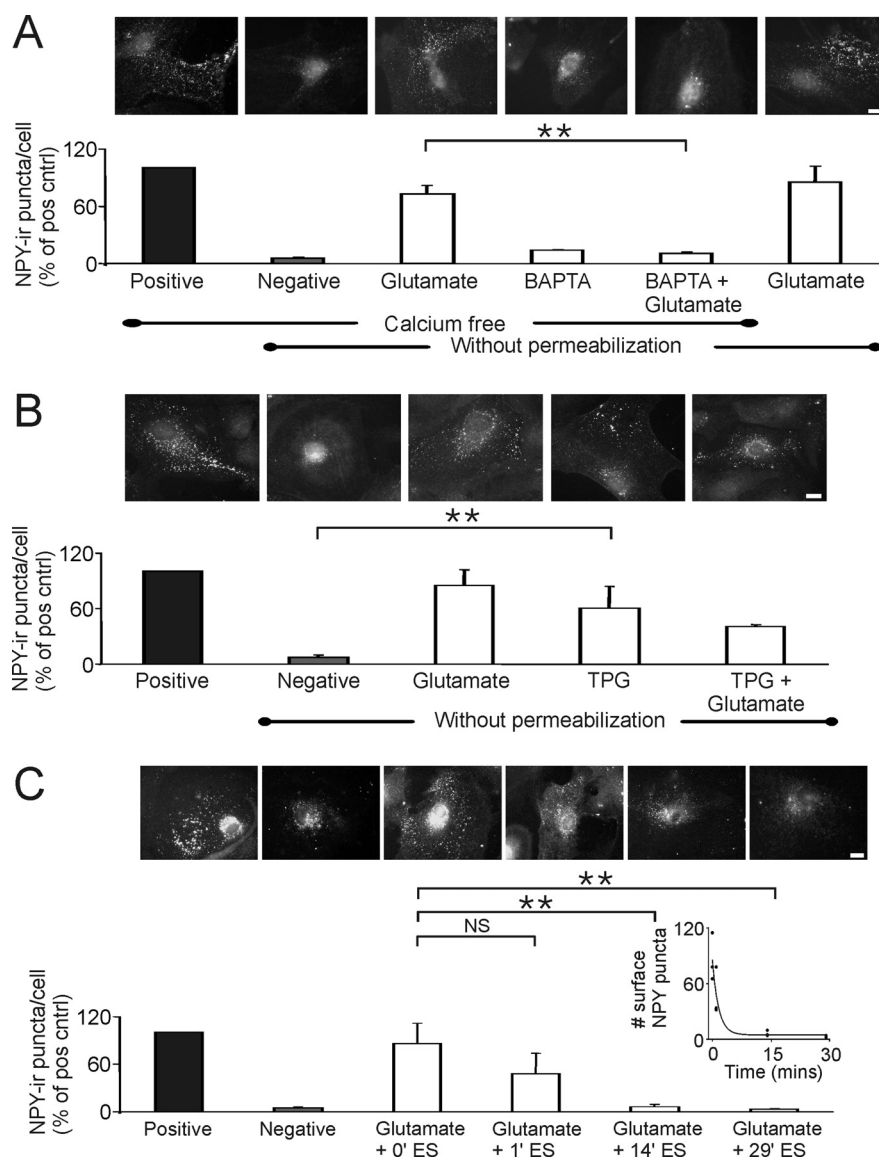 A
**
NPY-ir puncta/cell
(% of pos cntrl)
120
60
0
Positive Negative Glutamate BAPTA BAPTA + Glutamate
Glutamate
Calcium free
Without permeabilization
B
**
NPY-ir puncta/cell
(% of pos cntrl)
120
60
0
Positive Negative Glutamate TPG TPG +
Glutamate
Without permeabilization
C
**
**
NS
# surface
NPY puncta
120
60
0
0 15 30
Time (mins)
NPY-ir puncta/cell
(% of pos cntrl)
120
60
0
Positive Negative Glutamate Glutamate Glutamate Glutamate
+ 0' ES + 1' ES + 14' ES + 29' ES